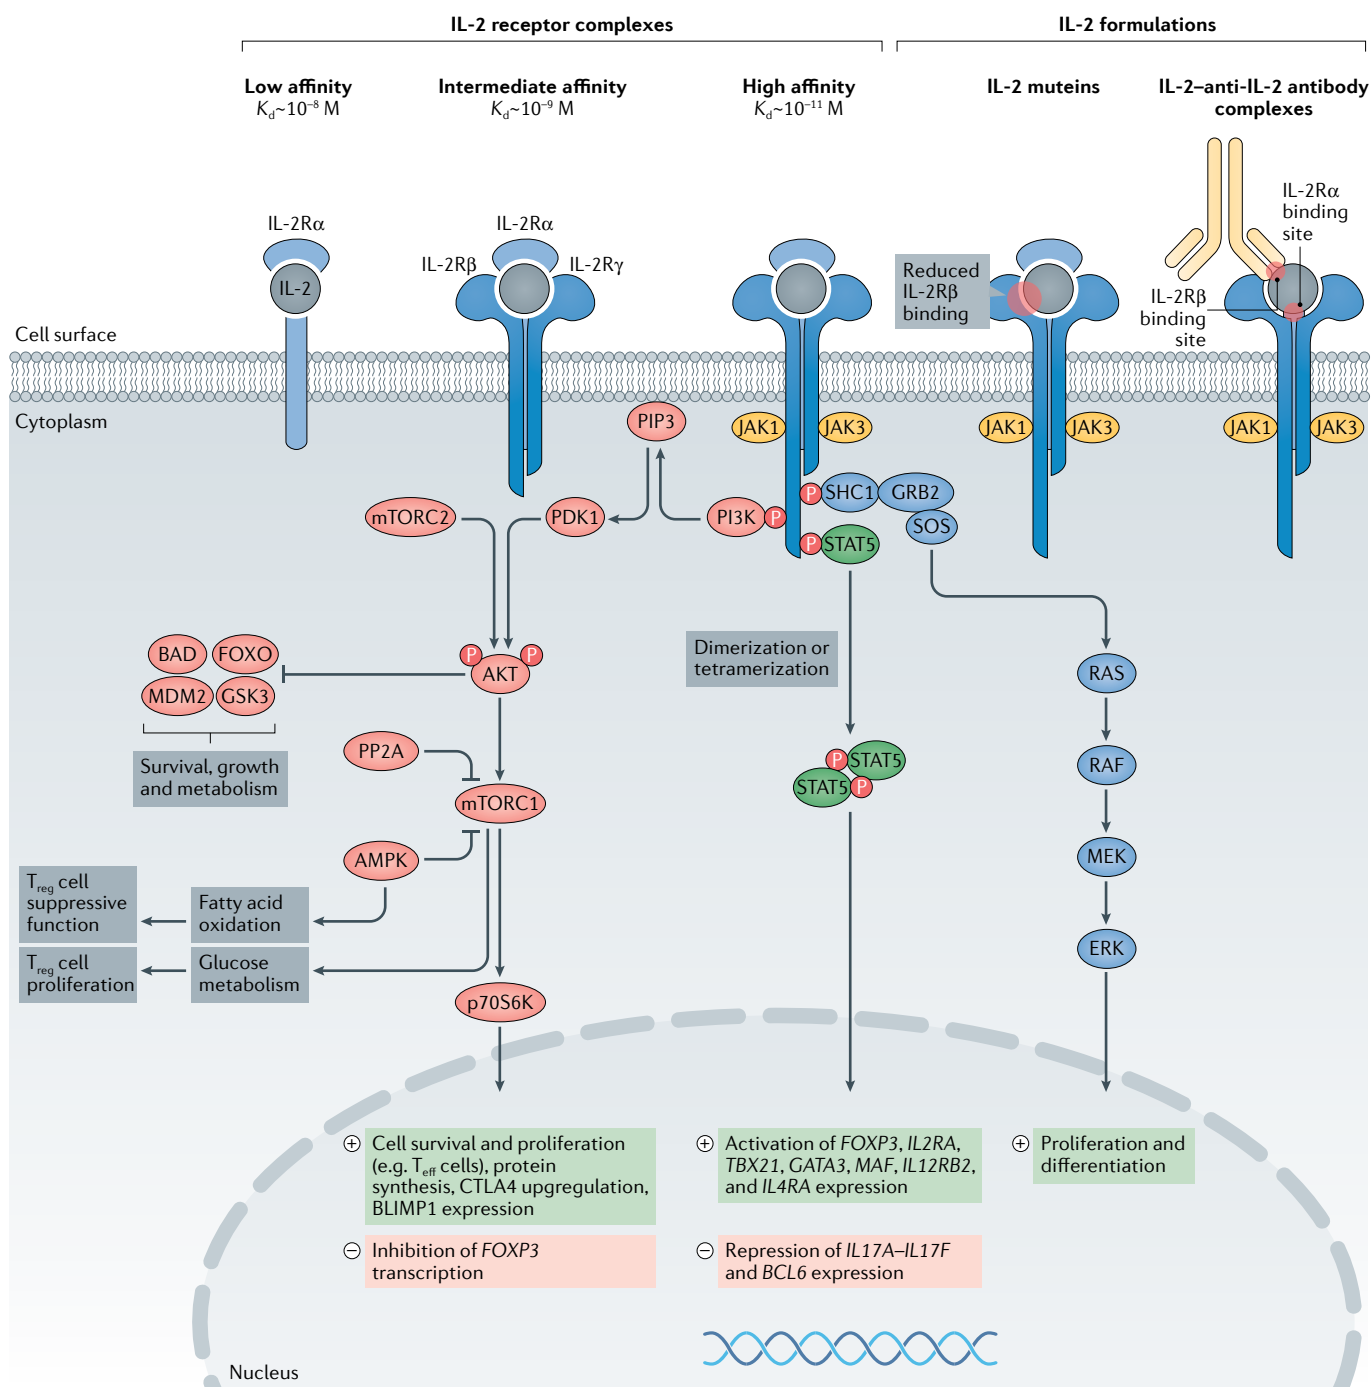 IL-2 receptor complexes
IL-2 formulations
Low affinity
K_d~10⁻⁸ M
Intermediate affinity
K_d~10⁻⁹ M
High affinity
K_d~10⁻¹¹ M
IL-2 muteins
IL-2–anti-IL-2 antibody
complexes
IL-2Rα
IL-2
IL-2Rα
IL-2Rβ
IL-2Rγ
Reduced
IL-2Rβ
binding
IL-2Rα
binding
site
IL-2Rβ
binding
site
Cell surface
Cytoplasm
PIP3
JAK1
JAK3
JAK1
JAK3
JAK1
JAK3
mTORC2
PDK1
PI3K
P
P
SHC1
GRB2
SOS
P
STAT5
BAD
FOXO
MDM2
GSK3
P
P
AKT
Dimerization or
tetramerization
RAS
Survival, growth
and metabolism
PP2A
mTORC1
P
STAT5
STAT5
P
RAF
AMPK
MEK
T_reg cell
suppressive
function
Fatty acid
oxidation
T_reg cell
proliferation
Glucose
metabolism
ERK
p70S6K
+
Cell survival and proliferation
(e.g. T_eff cells), protein
synthesis, CTLA4 upgregulation,
BLIMP1 expression
−
Inhibition of FOXP3
transcription
+
Activation of FOXP3, IL2RA,
TBX21, GATA3, MAF, IL12RB2,
and IL4RA expression
−
Repression of IL17A–IL17F
and BCL6 expression
+
Proliferation and
differentiation
Nucleus